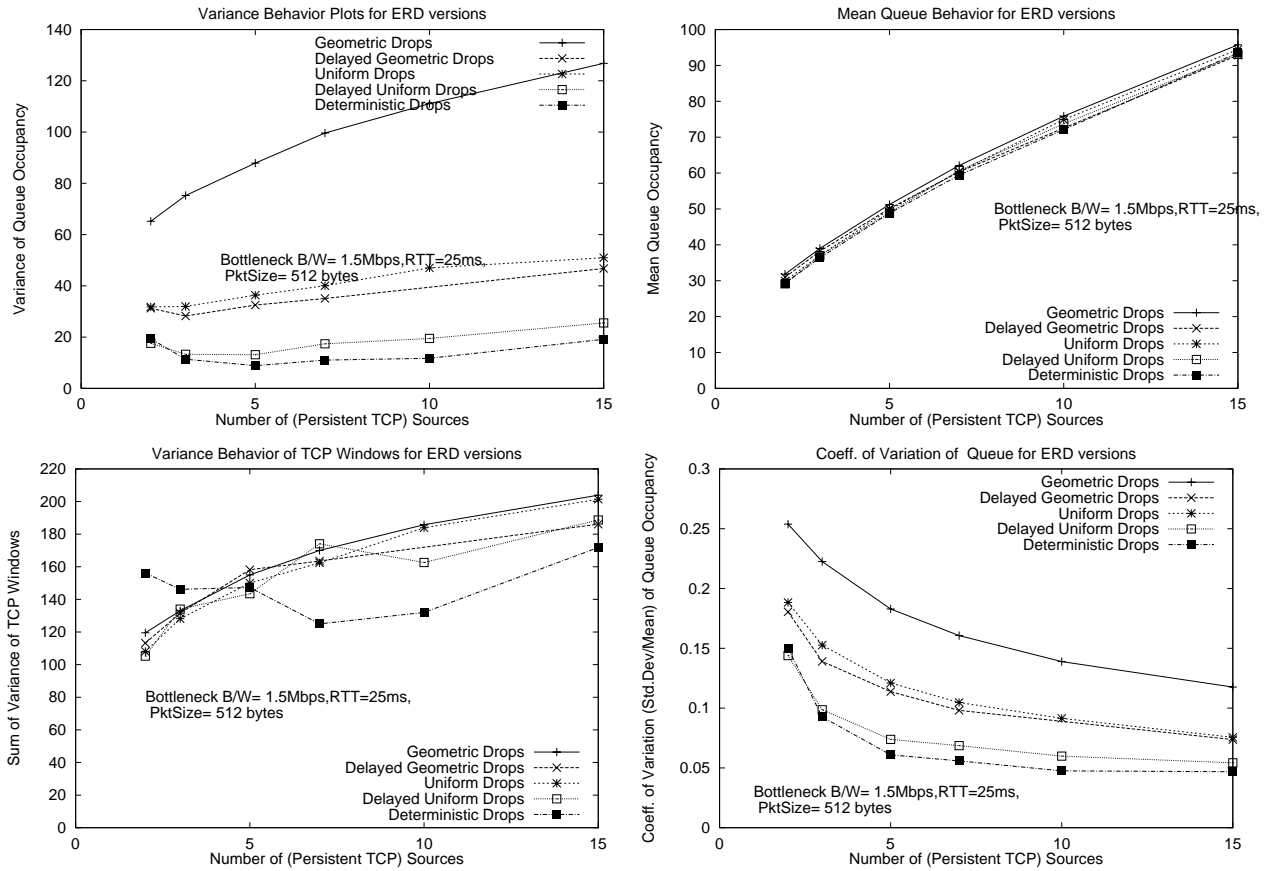 Variance Behavior Plots for ERD versions
140
120
100
80
60
40
20
0
Variance of Queue Occupancy
Geometric Drops
Delayed Geometric Drops
Uniform Drops
Delayed Uniform Drops
Deterministic Drops
Bottleneck B/W= 1.5Mbps,RTT=25ms,
PktSize= 512 bytes
0 5 10 15
Number of (Persistent TCP) Sources
Mean Queue Behavior for ERD versions
100
90
80
70
60
50
40
30
20
10
0
Mean Queue Occupancy
Bottleneck B/W= 1.5Mbps,RTT=25ms,
PktSize= 512 bytes
Geometric Drops
Delayed Geometric Drops
Uniform Drops
Delayed Uniform Drops
Deterministic Drops
0 5 10 15
Number of (Persistent TCP) Sources
Variance Behavior of TCP Windows for ERD versions
220
200
180
160
140
120
100
80
60
40
20
0
Sum of Variance of TCP Windows
Bottleneck B/W= 1.5Mbps,RTT=25ms,
PktSize= 512 bytes
Geometric Drops
Delayed Geometric Drops
Uniform Drops
Delayed Uniform Drops
Deterministic Drops
0 5 10 15
Number of (Persistent TCP) Sources
Coeff. of Variation of Queue for ERD versions
0.3
0.25
0.2
0.15
0.1
0.05
0
Coeff. of Variation (Std.Dev/Mean) of Queue Occupancy
Geometric Drops
Delayed Geometric Drops
Uniform Drops
Delayed Uniform Drops
Deterministic Drops
Bottleneck B/W= 1.5Mbps,RTT=25ms,
PktSize= 512 bytes
0 5 10 15
Number of (Persistent TCP) Sources